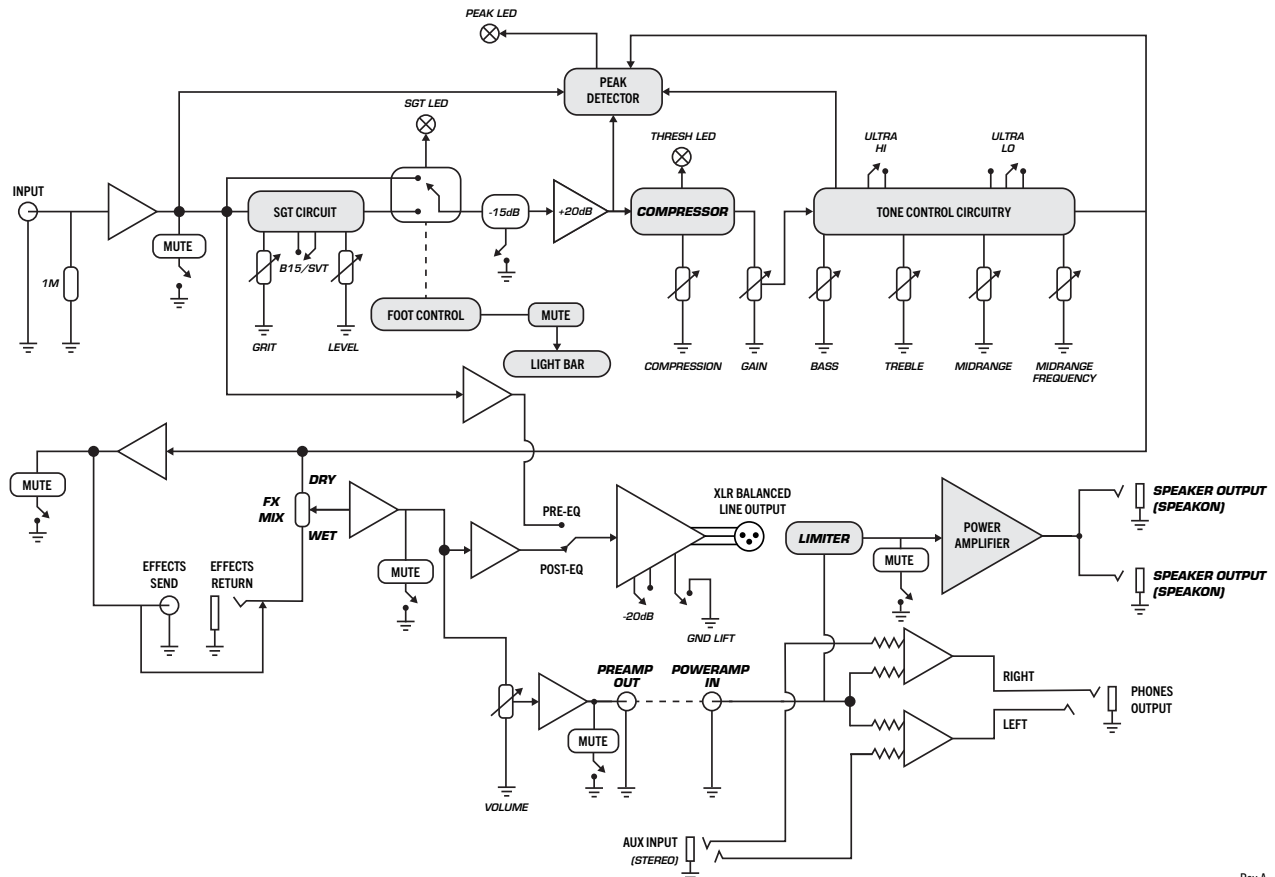 PEAK LED
PEAK
DETECTOR
SGT LED
THRESH LED
ULTRA
HI
ULTRA
LO
INPUT
SGT CIRCUIT
-15dB
+20dB
COMPRESSOR
TONE CONTROL CIRCUITRY
MUTE
1M
B15/SVT
FOOT CONTROL
MUTE
LIGHT BAR
GRIT
LEVEL
COMPRESSION
GAIN
BASS
TREBLE
MIDRANGE
MIDRANGE
FREQUENCY
MUTE
DRY
FX
MIX
WET
EFFECTS
SEND
EFFECTS
RETURN
MUTE
PRE-EQ
POST-EQ
XLR BALANCED
LINE OUTPUT
-20dB
GND LIFT
LIMITER
MUTE
POWER
AMPLIFIER
SPEAKER OUTPUT
(SPEAKON)
SPEAKER OUTPUT
(SPEAKON)
PREAMP
OUT
POWERAMP
IN
MUTE
VOLUME
RIGHT
LEFT
PHONES
OUTPUT
AUX INPUT
(STEREO)